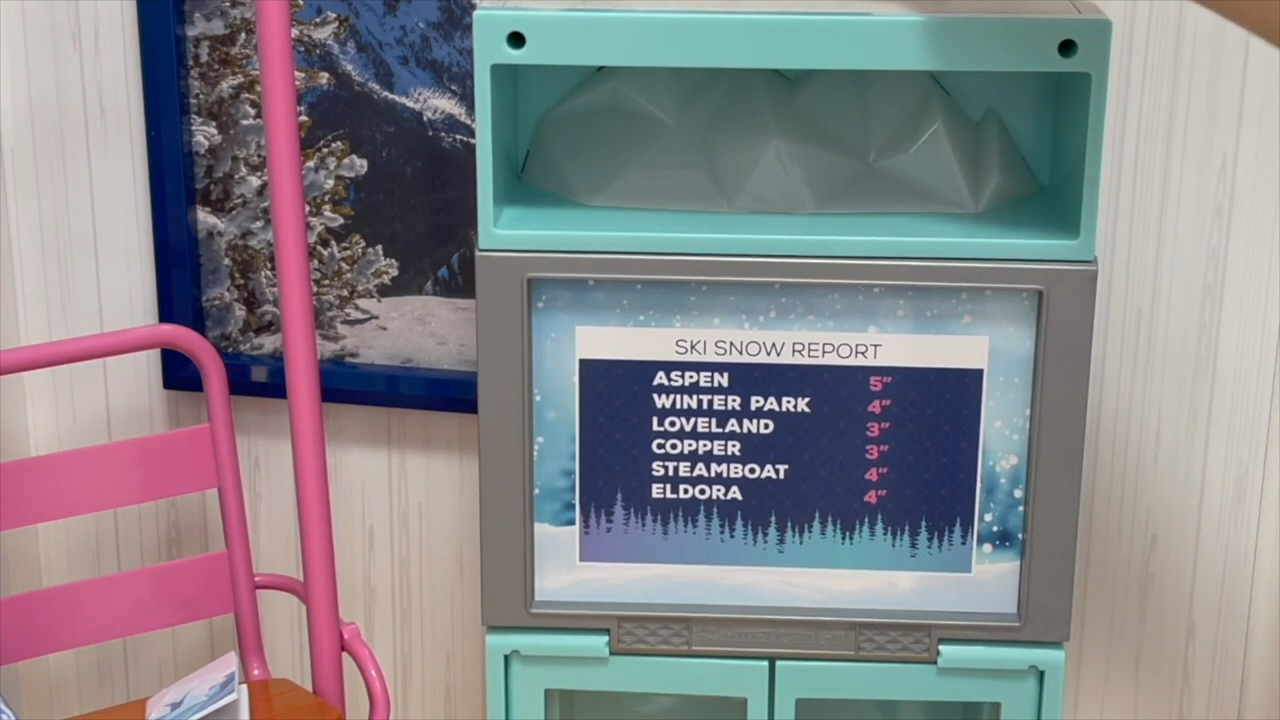 SKI SNOW REPORT
ASPEN 5"
WINTER PARK 4"
LOVELAND 3"
COPPER 3"
STEAMBOAT 4"
ELDORA 4"